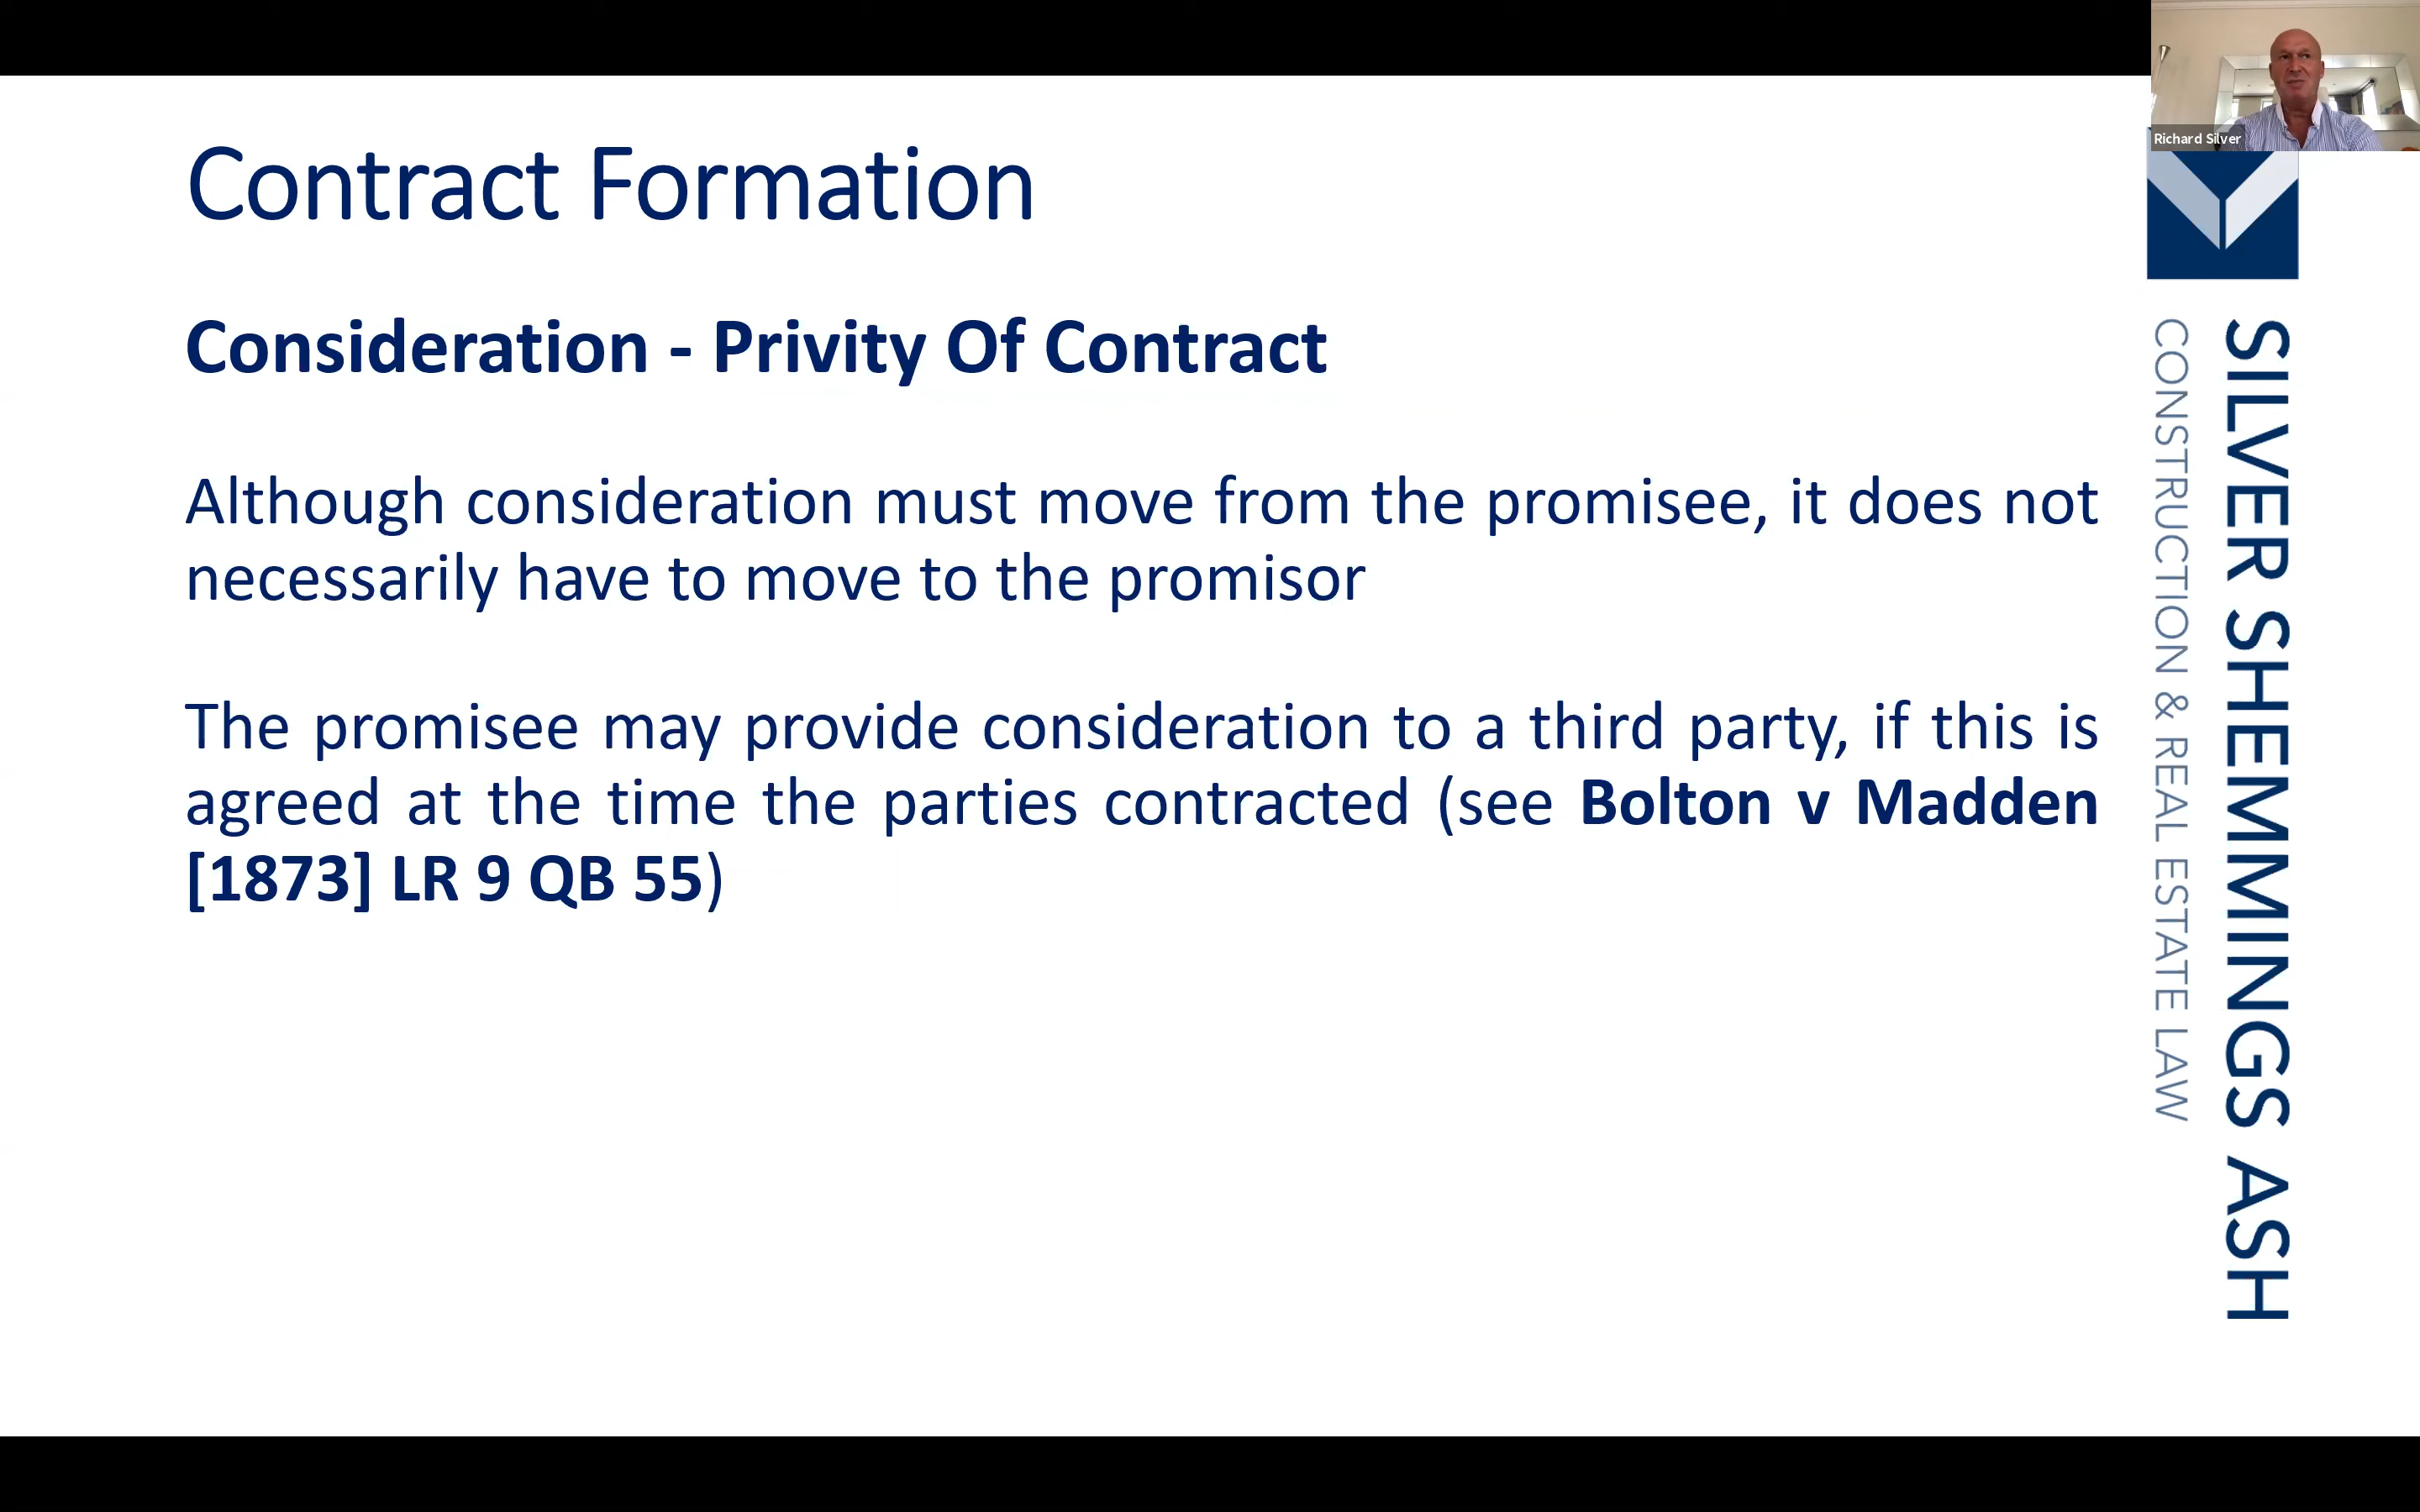 Contract Formation
Consideration - Privity Of Contract
Although consideration must move from the promisee, it does not
necessarily have to move to the promisor
The promisee may provide consideration to a third party, if this is
agreed at the time the parties contracted (see Bolton v Madden
[1873] LR 9 QB 55)
Richard Silver
SILVER SHEMMINGS ASH
CONSTRUCTION & REAL ESTATE LAW